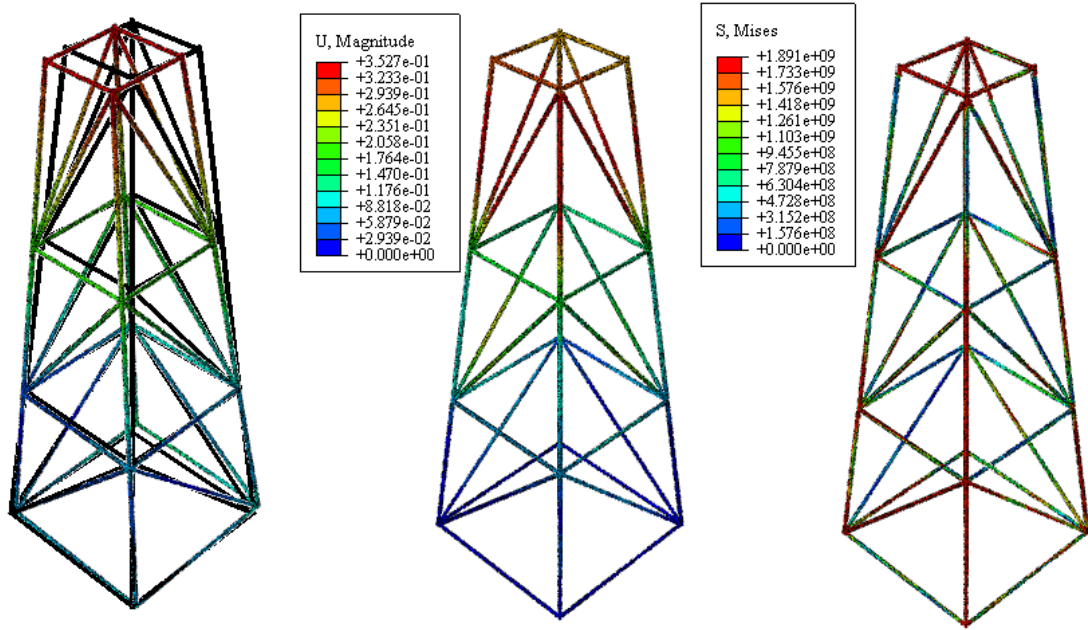 U, Magnitude
+3.527e-01
+3.233e-01
+2.939e-01
+2.645e-01
+2.351e-01
+2.058e-01
+1.764e-01
+1.470e-01
+1.176e-01
+8.818e-02
+5.879e-02
+2.939e-02
+0.000e+00
S, Mises
+1.891e+09
+1.733e+09
+1.576e+09
+1.418e+09
+1.261e+09
+1.103e+09
+9.455e+08
+7.879e+08
+6.304e+08
+4.728e+08
+3.152e+08
+1.576e+08
+0.000e+00